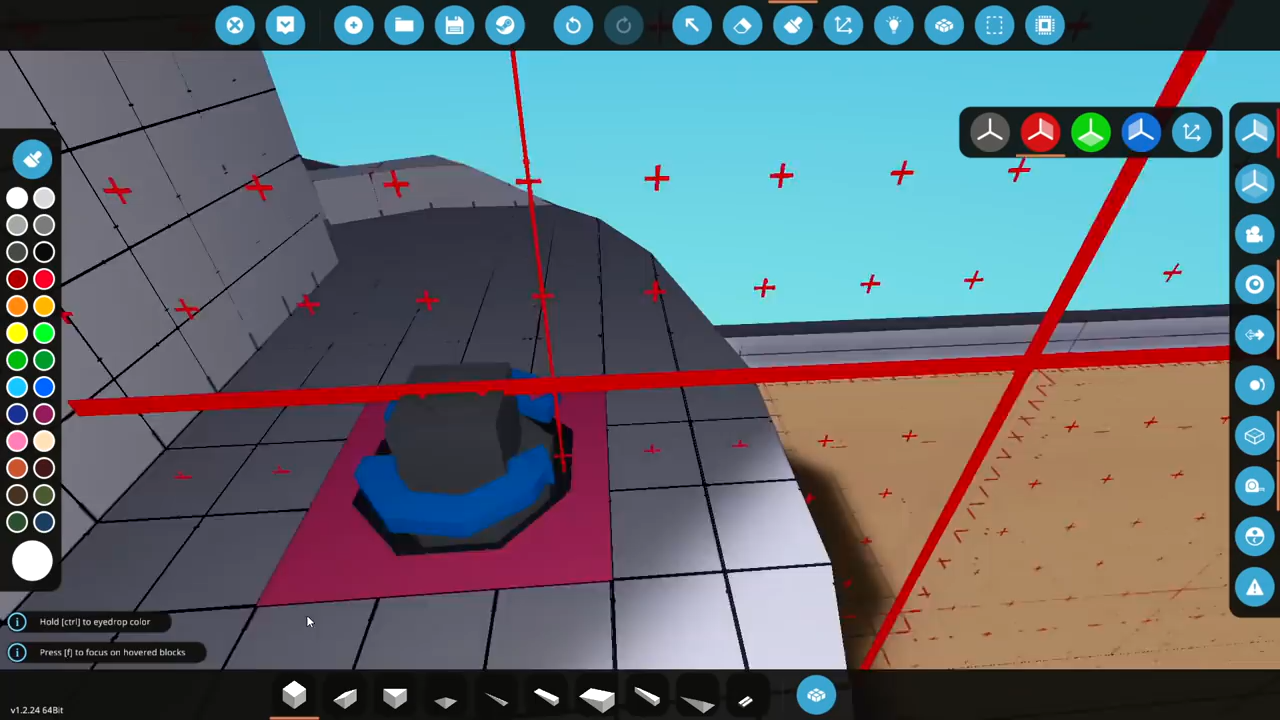 Hold [ctrl] to eyedrop color
Press [f] to focus on hovered blocks
v1.2.24 64Bit